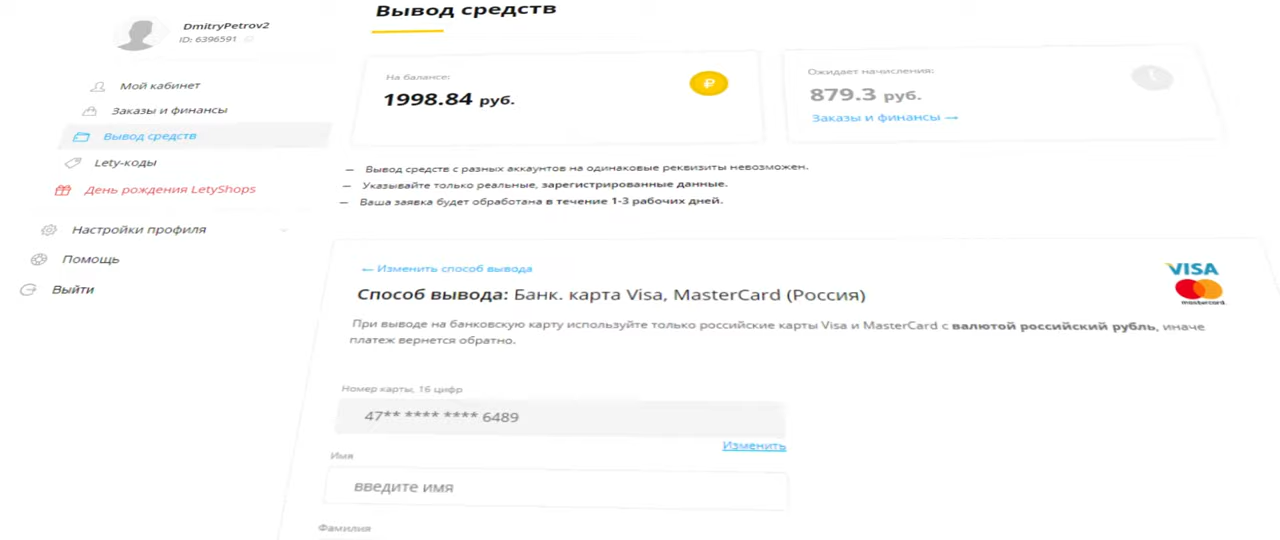 DmitryPetrov2
ID: 6396591
Мой кабинет
Заказы и финансы
Вывод средств
Lety-коды
День рождения LetyShops
Настройки профиля
Помощь
Выйти
Вывод средств
На балансе:
1998.84 руб.
₽
Ожидает начисления:
879.3 руб.
Заказы и финансы →
— Вывод средств с разных аккаунтов на одинаковые реквизиты невозможен.
— Указывайте только реальные, зарегистрированные данные.
— Ваша заявка будет обработана в течение 1-3 рабочих дней.
← Изменить способ вывода
VISA
mastercard.
Способ вывода: Банк. карта Visa, MasterCard (Россия)
При выводе на банковскую карту используйте только российские карты Visa и MasterCard с валютой российский рубль, иначе
платеж вернется обратно.
Номер карты, 16 цифр
47** **** **** 6489
Изменить
Имя
введите имя
Фамилия